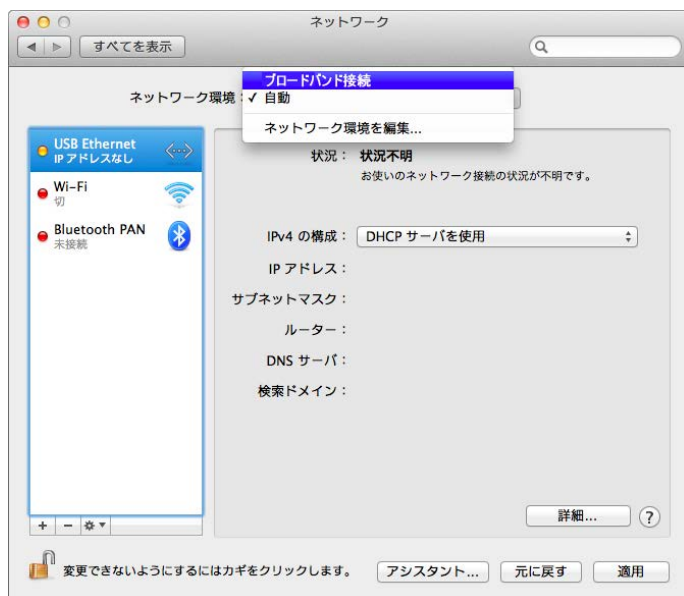 ネットワーク
すべてを表示
ブロードバンド接続
ネットワーク環境： ✓ 自動
ネットワーク環境を編集...
USB Ethernet
IP アドレスなし
Wi-Fi
切
Bluetooth PAN
未接続
状況： 状況不明
お使いのネットワーク接続の状況が不明です。
IPv4 の構成： DHCP サーバを使用
IP アドレス：
サブネットマスク：
ルーター：
DNS サーバ：
検索ドメイン：
詳細... ?
+ −
変更できないようにするにはカギをクリックします。 アシスタント... 元に戻す 適用